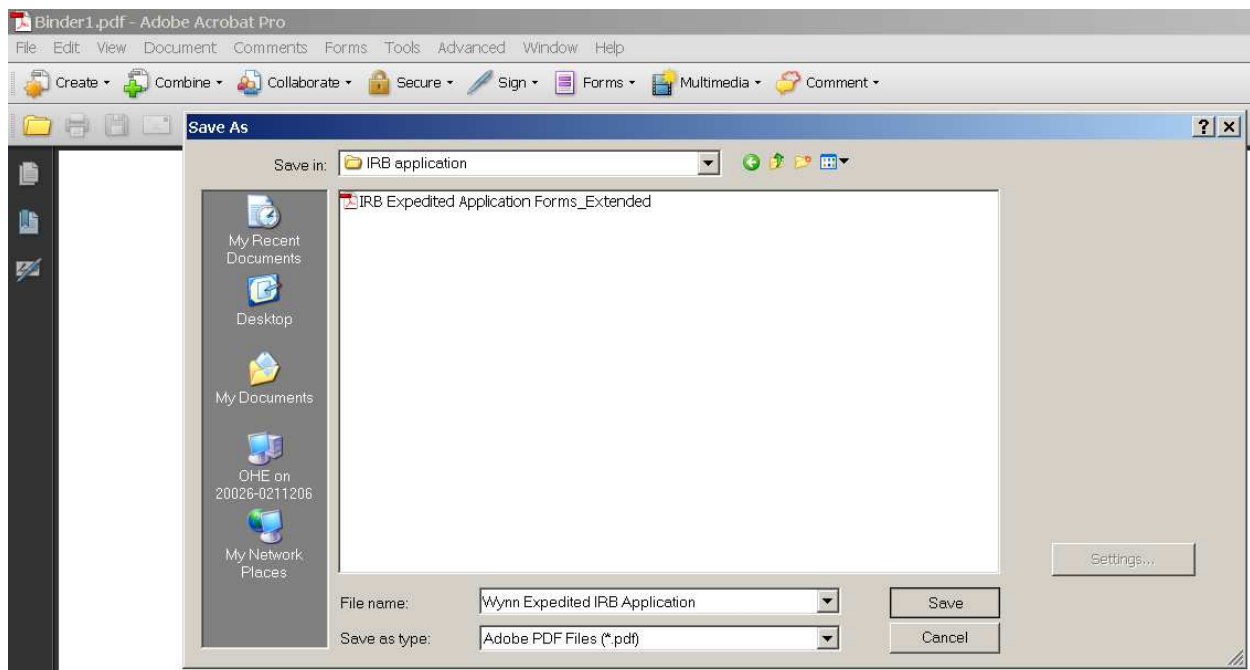 Binder1.pdf - Adobe Acrobat Pro
File Edit View Document Comments Forms Tools Advanced Window Help
Create Combine Collaborate Secure Sign Forms Multimedia Comment
Save As
Save in: IRB application
IRB Expedited Application Forms_Extended
My Recent
Documents
Desktop
My Documents
OHE on
20026-0211206
My Network
Places
Settings...
File name: Wynn Expedited IRB Application Save
Save as type: Adobe PDF Files (*.pdf) Cancel